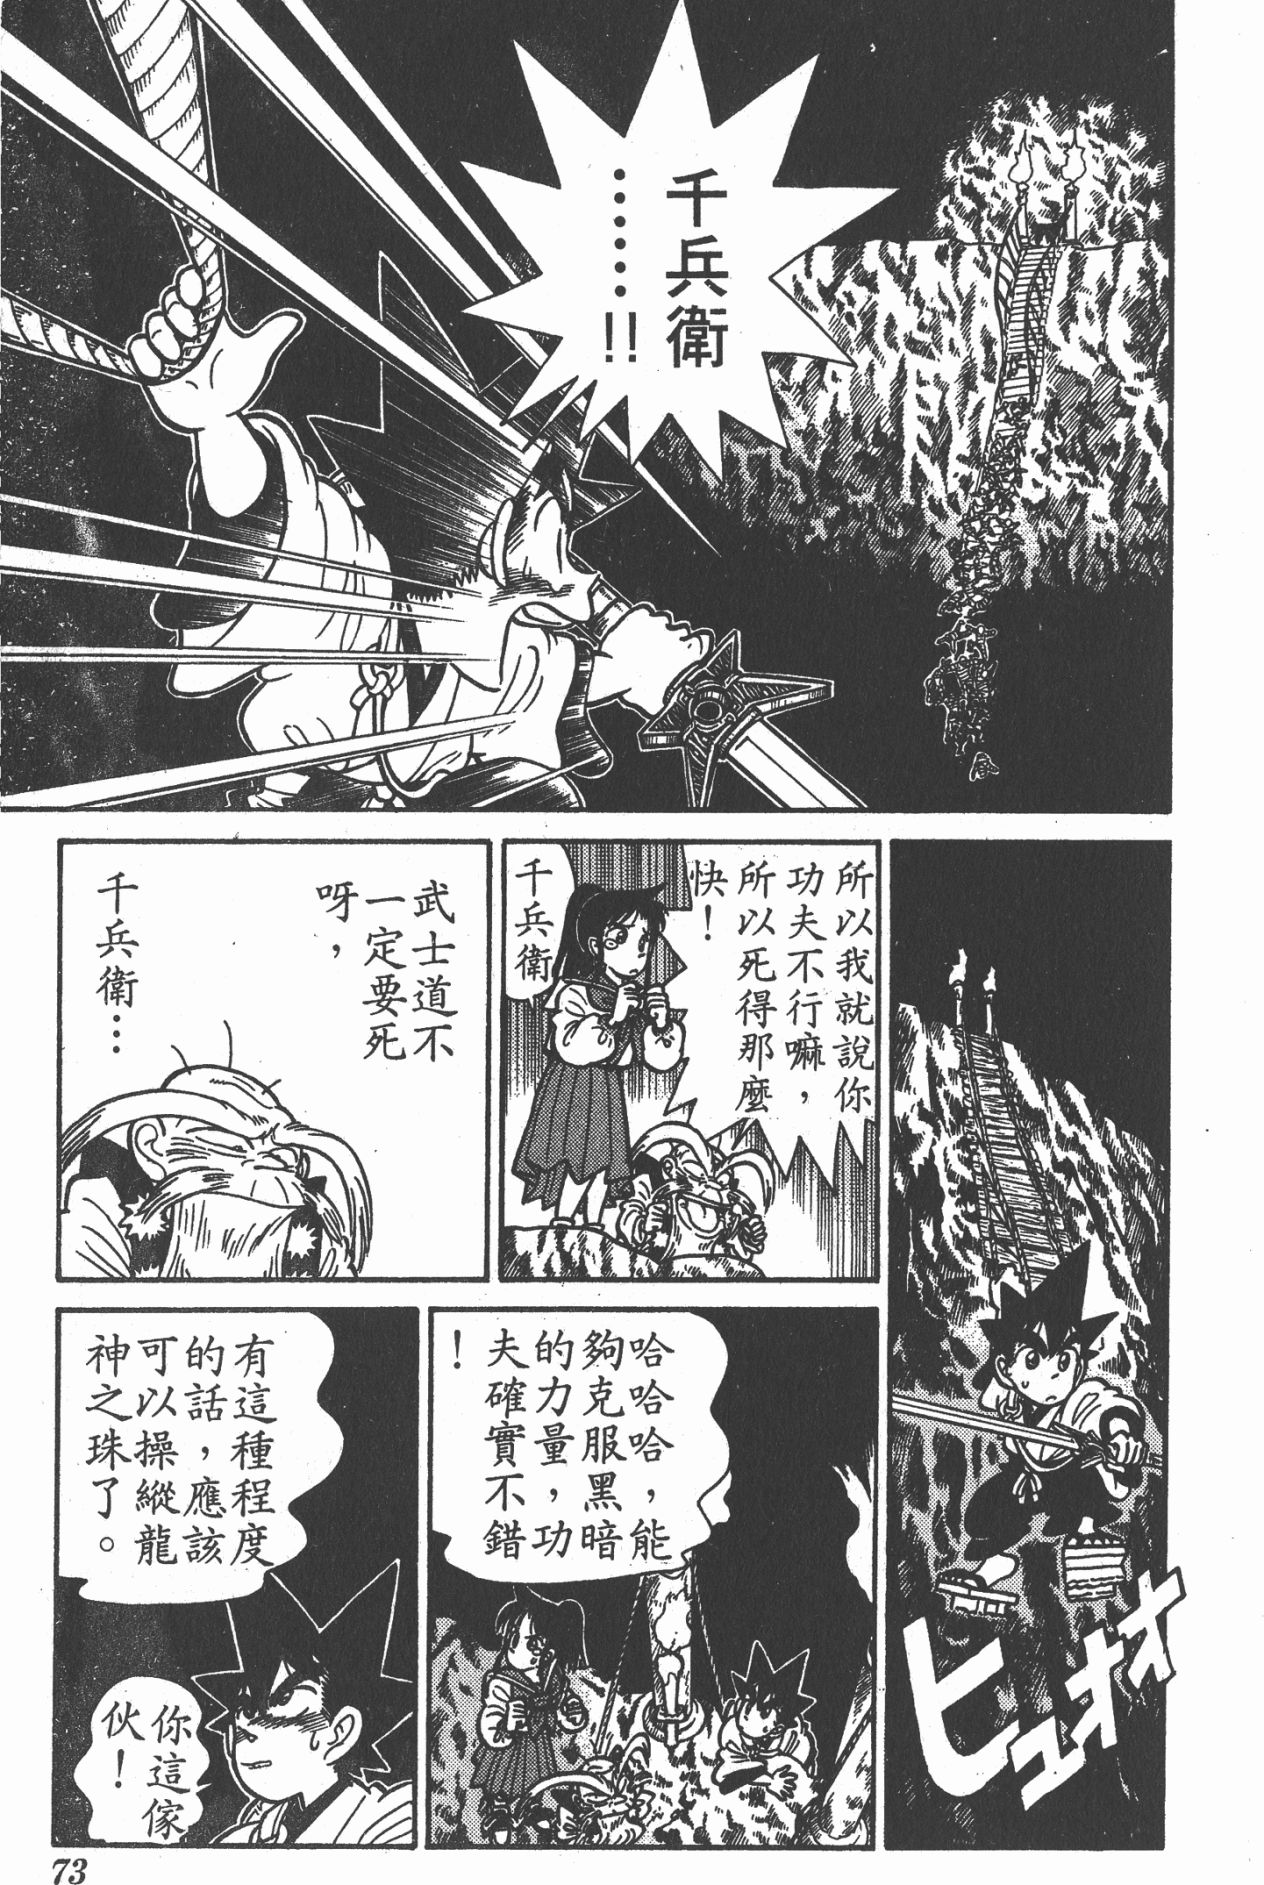 千兵衛
………!!
ヒュオオ
所以我就說你
功夫不行嘛，
所以死得那麼
快！
千兵衛
武士道不
一定要死
呀，
千兵衛…
哈哈哈，能
夠克服黑暗
的力量，功
夫確實不錯
！
有這種程度
的話，應該
可以操縱龍
神之珠了。
你這傢
伙！
73